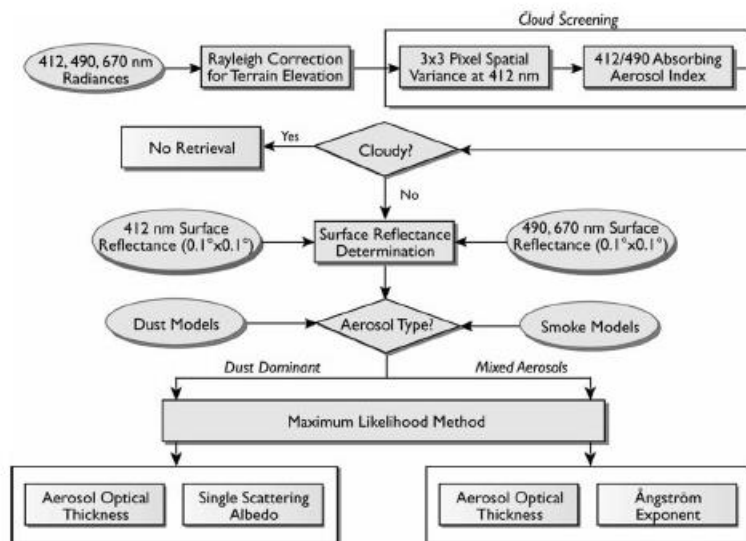 Cloud Screening
412, 490, 670 nm
Radiances
Rayleigh Correction
for Terrain Elevation
3x3 Pixel Spatial
Variance at 412 nm
412/490 Absorbing
Aerosol Index
No Retrieval
Yes
Cloudy?
No
412 nm Surface
Reflectance (0.1°x0.1°)
Surface Reflectance
Determination
490, 670 nm Surface
Reflectance (0.1°x0.1°)
Dust Models
Aerosol Type?
Smoke Models
Dust Dominant
Mixed Aerosols
Maximum Likelihood Method
Aerosol Optical
Thickness
Single Scattering
Albedo
Aerosol Optical
Thickness
Ångström
Exponent